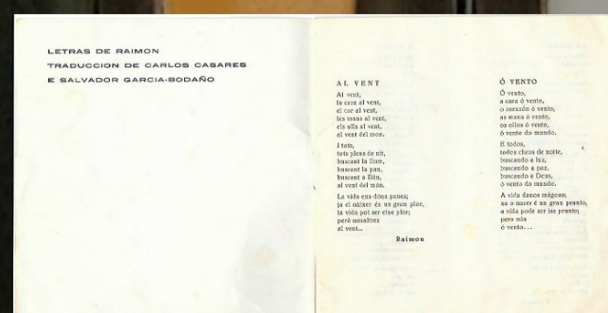 LETRAS DE RAIMON
TRADUCCION DE CARLOS CASARES
E SALVADOR GARCIA-BODAÑO
AL VENT
Al vent,
la cara al vent,
el cor al vent,
les mans al vent,
els ulls al vent,
al vent del mon.
I tots,
tots plens de nit,
buscant la llum,
buscant la pau,
buscant a Déu,
al vent del món.
La vida ens dóna penes;
ja el nàixer és un gran plor,
la vida pot ser eixe plor;
però nosaltres
al vent...
Raimon
Ó VENTO
Ó vento,
a cara ó vento,
o corazón ó vento,
as mans ó vento,
os ollos ó vento,
ó vento do mundo.
E todos,
todos cheos de noite,
buscando a luz,
buscando a paz,
buscando a Deus,
ó vento do mundo.
A vida danos mágoas;
xa o nacer é un gran pranto,
a vida pode ser ise pranto;
pero nós
ó vento...